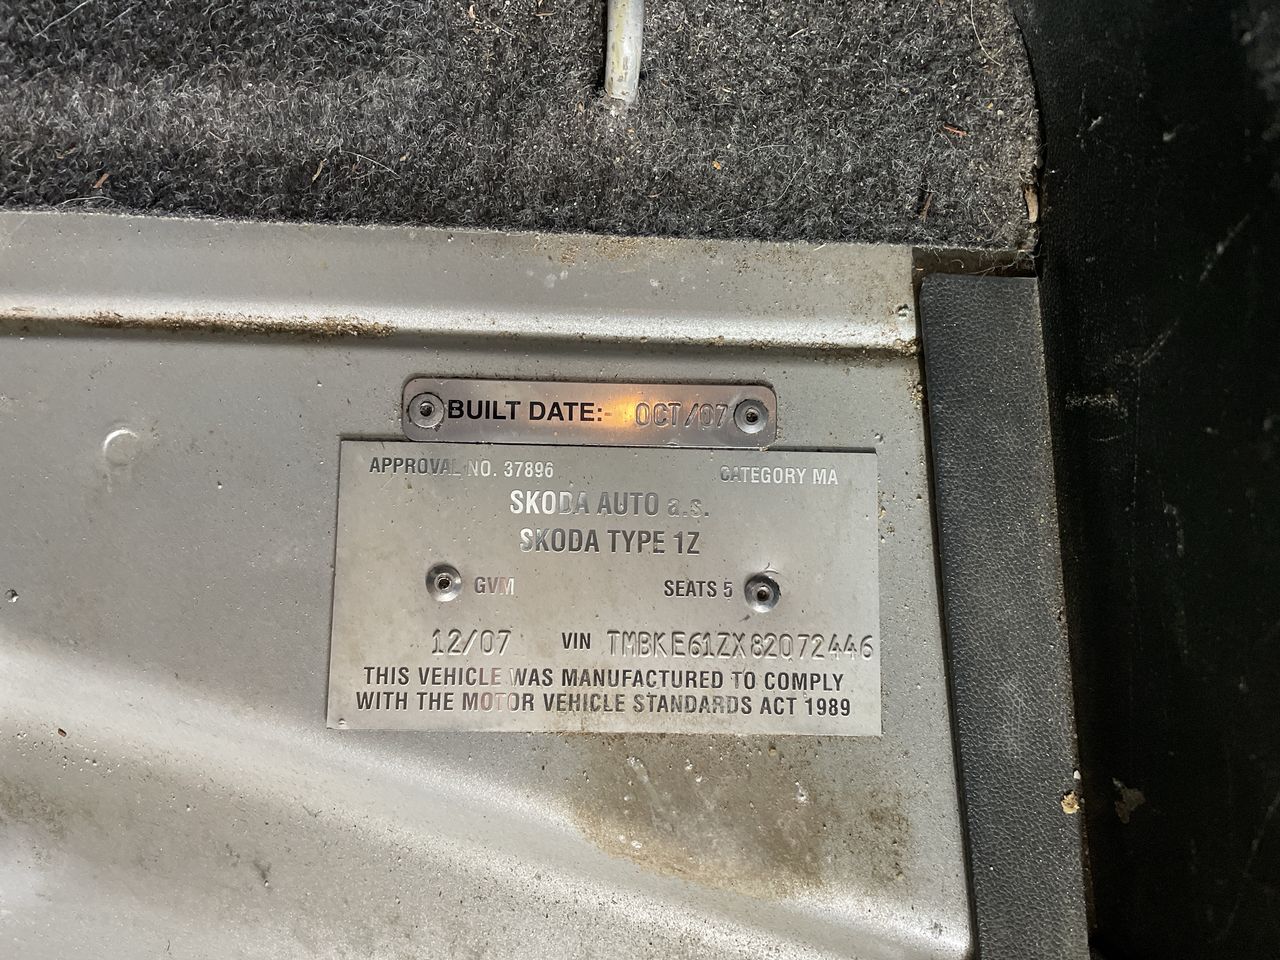 BUILT DATE:- OCT/07
APPROVAL NO. 37896 CATEGORY MA
SKODA AUTO a.s.
SKODA TYPE 1Z
GVM SEATS 5
12/07 VIN TMBKE61ZX82072446
THIS VEHICLE WAS MANUFACTURED TO COMPLY
WITH THE MOTOR VEHICLE STANDARDS ACT 1989